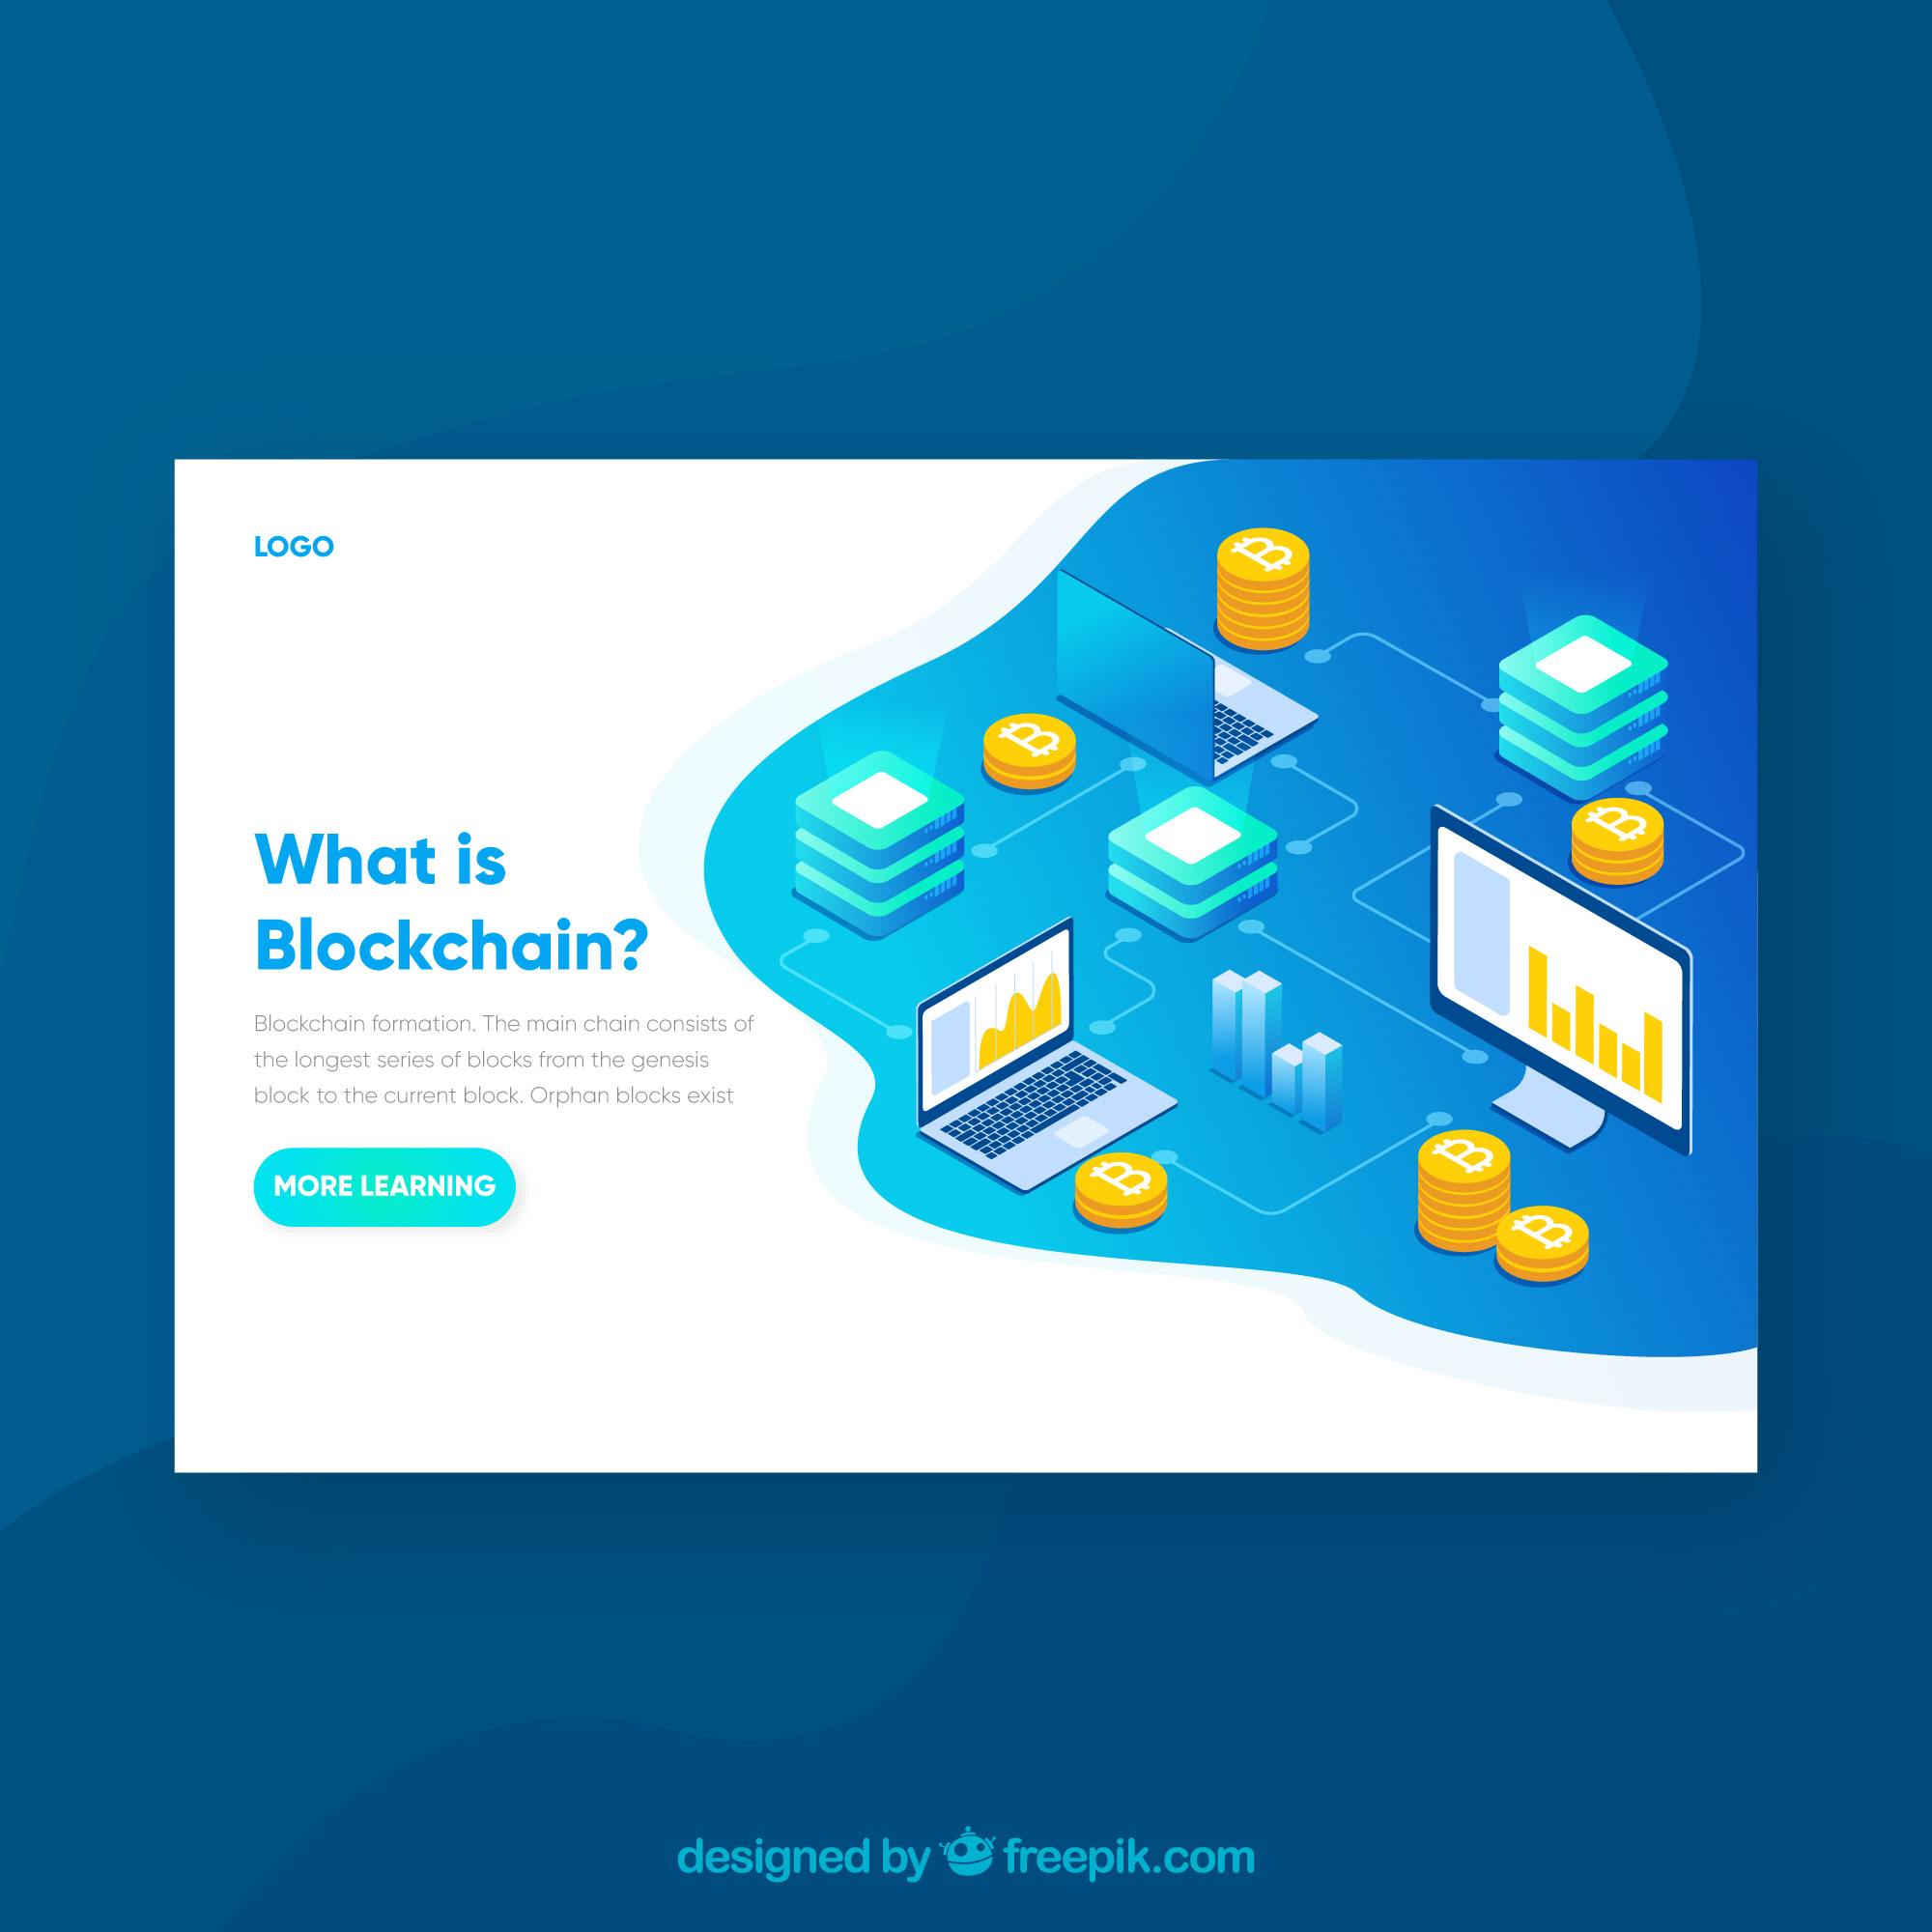 LOGO
What is
Blockchain?
Blockchain formation. The main chain consists of
the longest series of blocks from the genesis
block to the current block. Orphan blocks exist
MORE LEARNING
designed by freepik.com